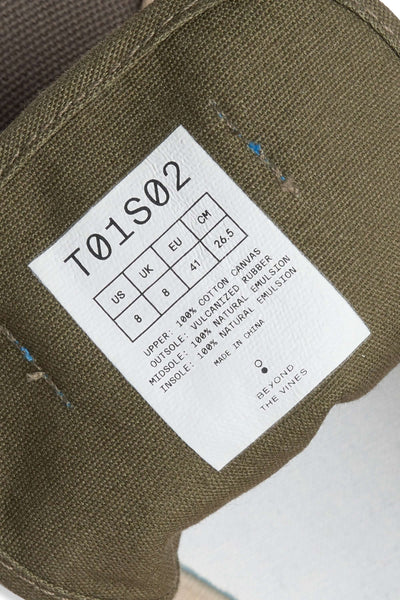 T01S02
US UK EU CM
8 8 41 26.5
UPPER: 100% COTTON CANVAS
OUTSOLE: VULCANIZED RUBBER
MIDSOLE: 100% NATURAL EMULSION
INSOLE: 100% NATURAL EMULSION
MADE IN CHINA
BEYOND
THE VINES